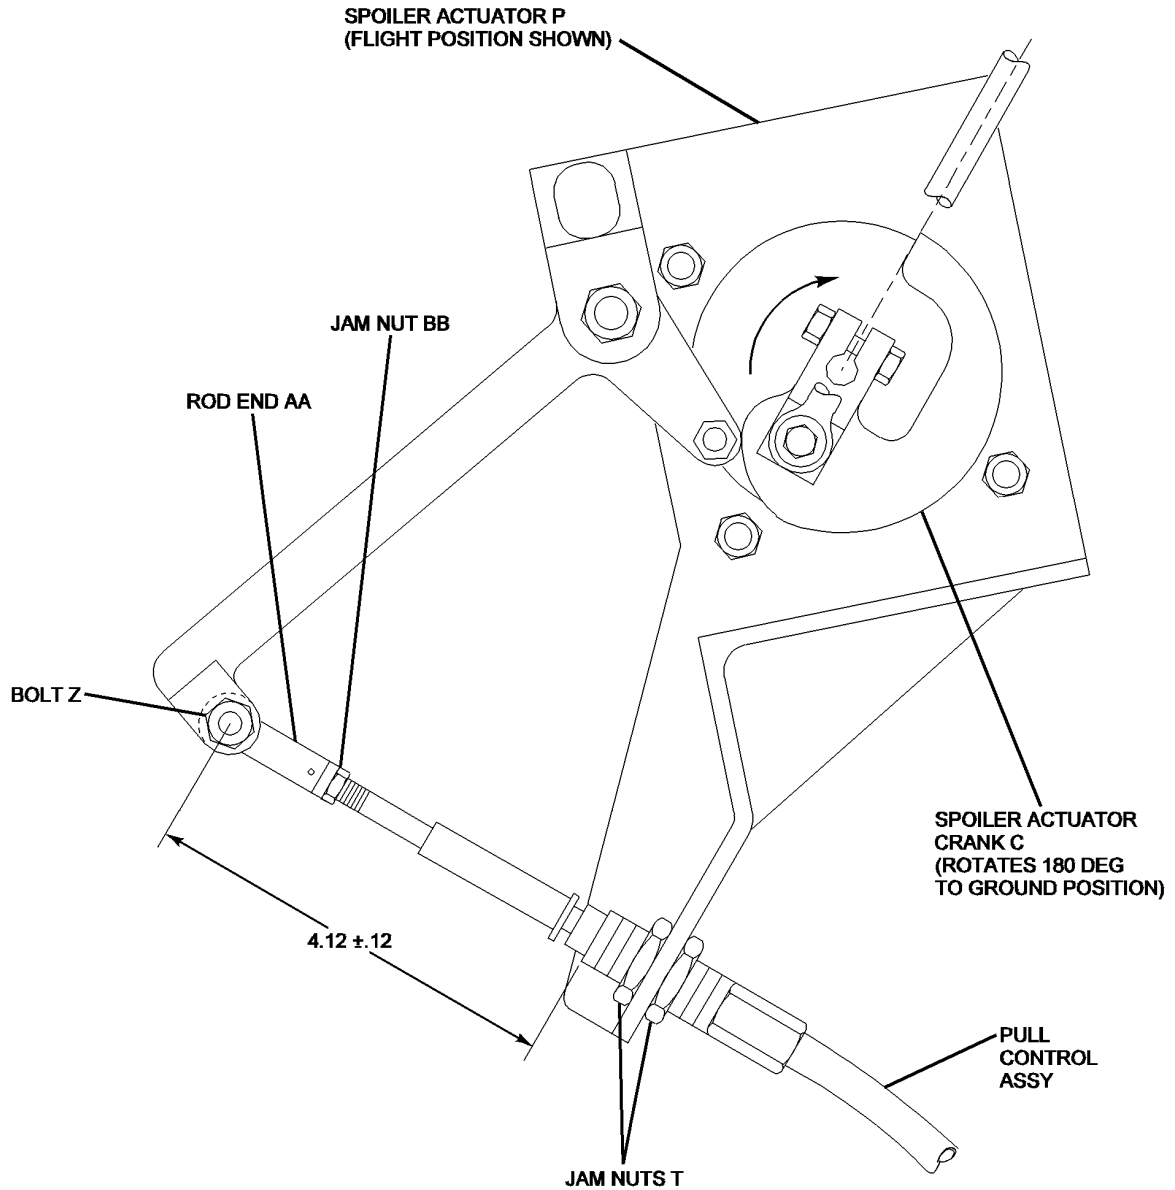 SPOILER ACTUATOR P
(FLIGHT POSITION SHOWN)
JAM NUT BB
ROD END AA
BOLT Z
SPOILER ACTUATOR
CRANK C
(ROTATES 180 DEG
TO GROUND POSITION)
4.12 ±.12
PULL
CONTROL
ASSY
JAM NUTS T